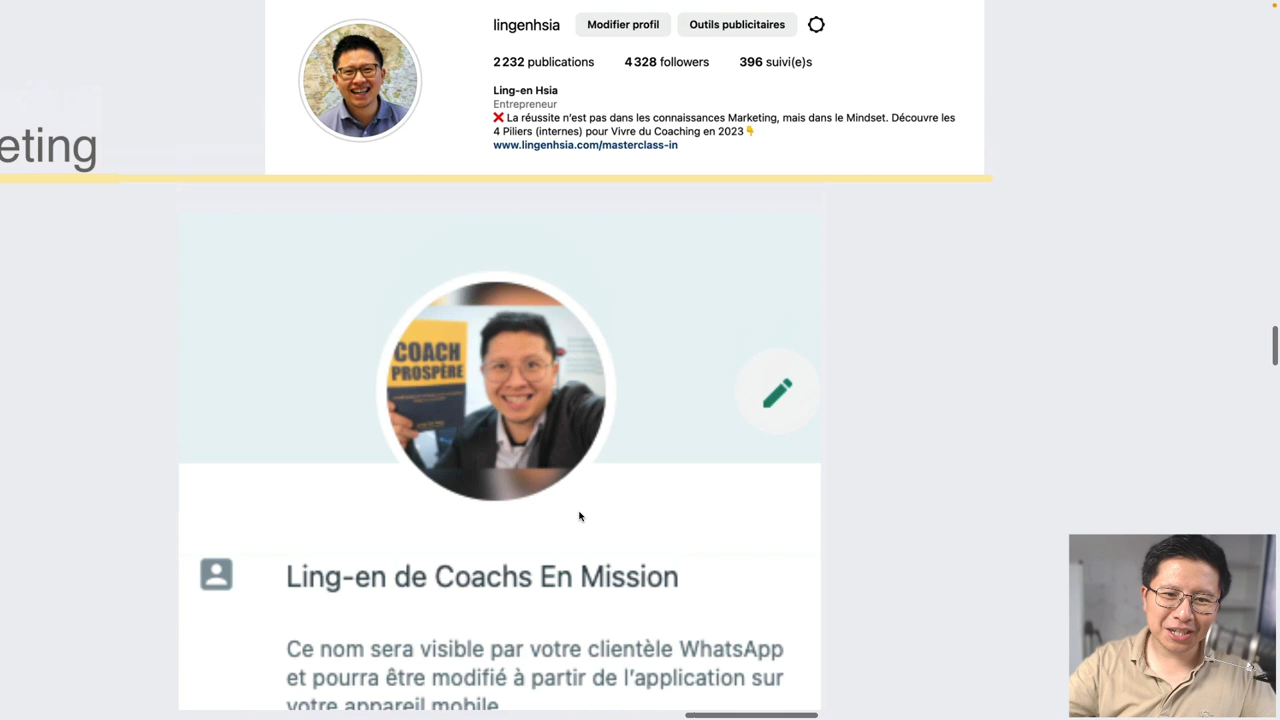 lingenhsia Modifier profil Outils publicitaires
2 232 publications 4 328 followers 396 suivi(e)s
Ling-en Hsia
Entrepreneur
❌ La réussite n'est pas dans les connaissances Marketing, mais dans le Mindset. Découvre les
4 Piliers (internes) pour Vivre du Coaching en 2023👇
www.lingenhsia.com/masterclass-in
eting
COACH
PROSPÈRE
Ling-en de Coachs En Mission
Ce nom sera visible par votre clientèle WhatsApp
et pourra être modifié à partir de l'application sur
votre appareil mobile